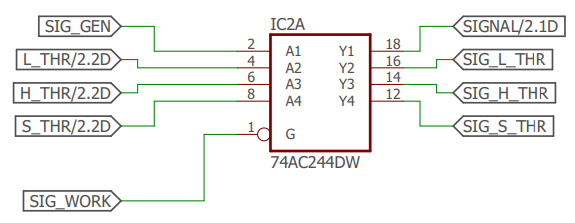 IC2A
SIG_GEN
SIGNAL/2.1D
2 A1 Y1 18
L_THR/2.2D
4 A2 Y2 16
SIG_L_THR
H_THR/2.2D
6 A3 Y3 14
SIG_H_THR
8 A4 Y4 12
S_THR/2.2D
SIG_S_THR
1 G
74AC244DW
SIG_WORK